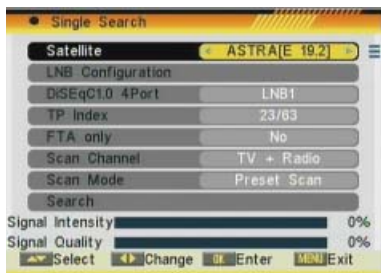 Single Search
Satellite ASTRA[E 19.2]
LNB Configuration
DiSEqC1.0 4Port LNB1
TP Index 23/63
FTA only No
Scan Channel TV + Radio
Scan Mode Preset Scan
Search
Signal Intensity 0%
Signal Quality 0%
Select Change OK Enter MENU Exit